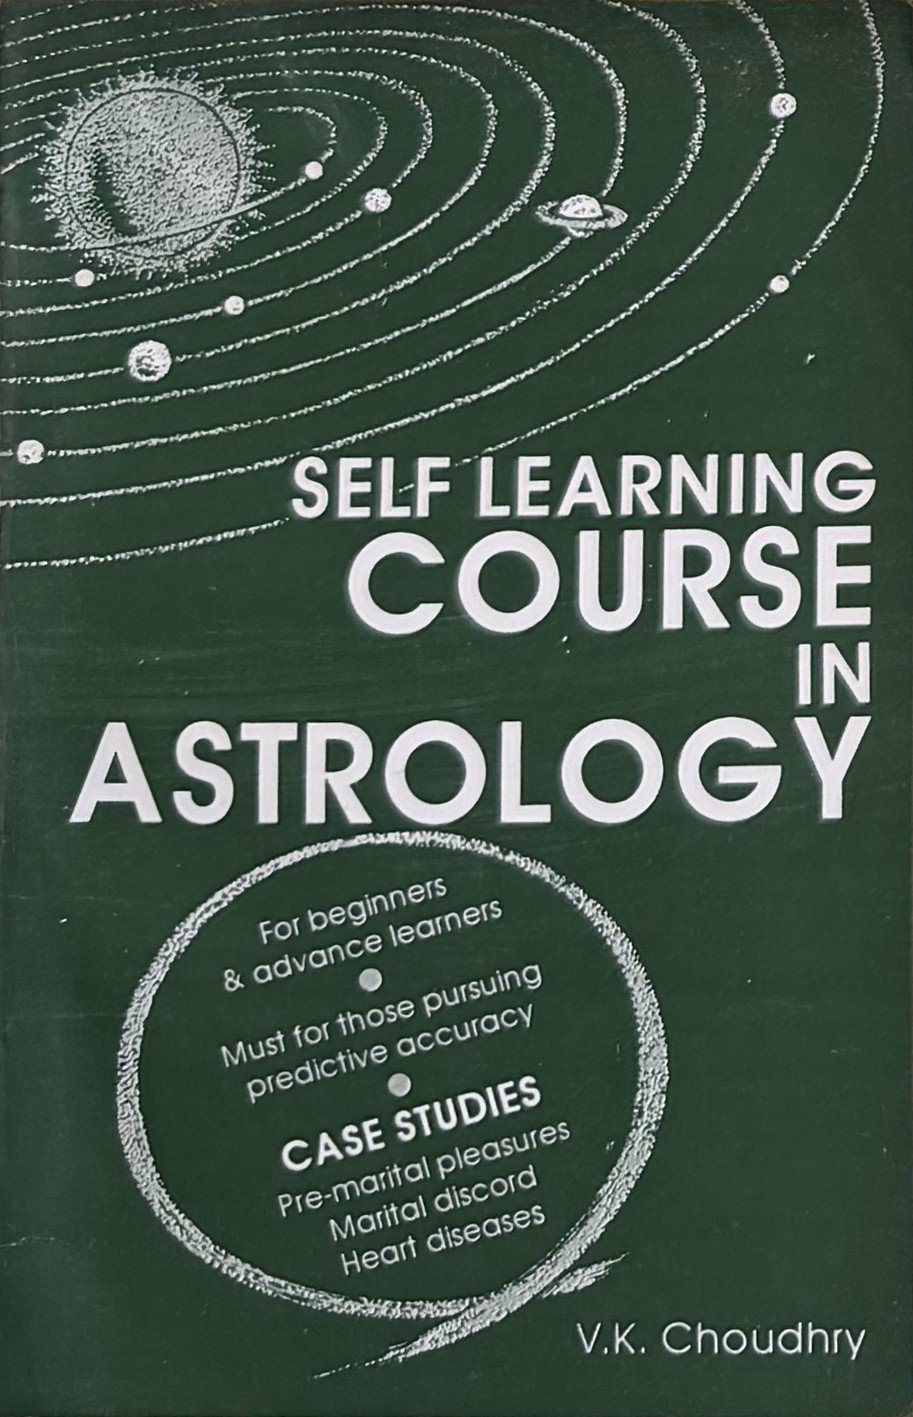 SELF LEARNING
COURSE
IN
ASTROLOGY
For beginners
& advance learners
Must for those pursuing
predictive accuracy
CASE STUDIES
Pre-marital pleasures
Marital discord
Heart diseases
V.K. Choudhry